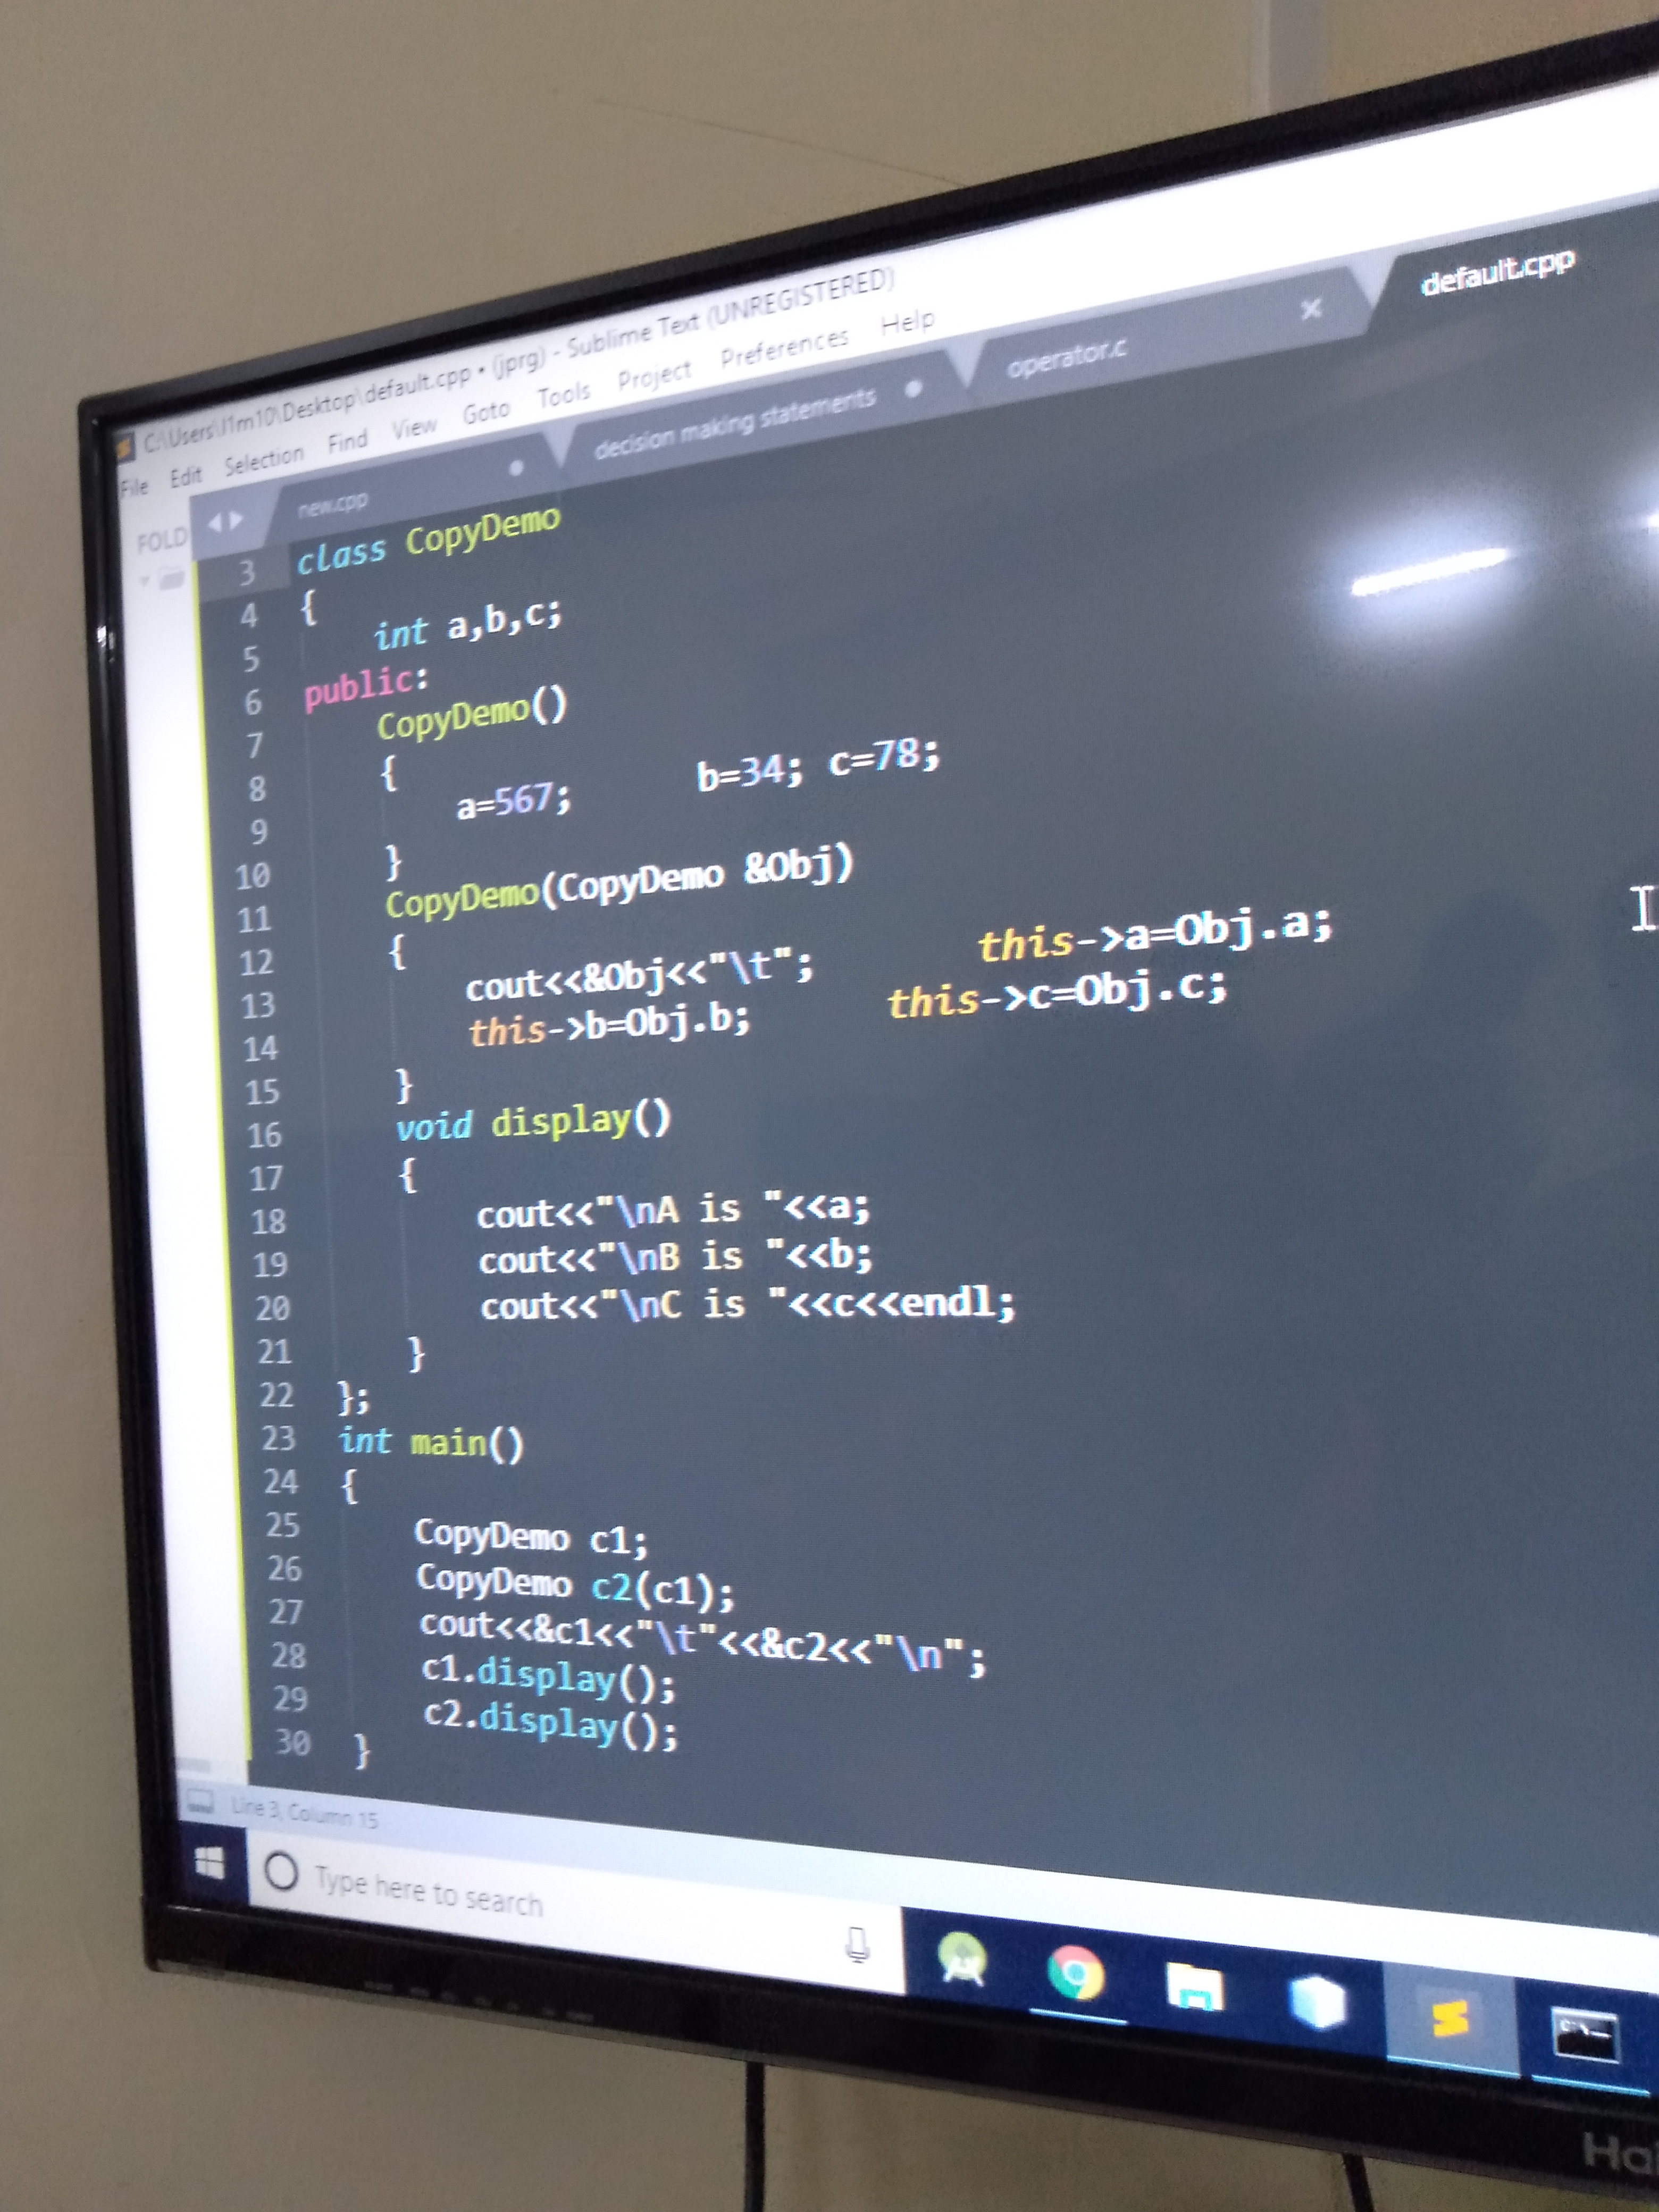 C:\Users\J1m10\Desktop\default.cpp • (jprg) - Sublime Text (UNREGISTERED)
File Edit Selection Find View Goto Tools Project Preferences Help
new.cpp decision making statements operator.c default.cpp
FOLD
3 class CopyDemo
4 {
5 int a,b,c;
6 public:
7 CopyDemo()
8 {
9 a=567; b=34; c=78;
10 }
11 CopyDemo(CopyDemo &Obj)
12 {
13 cout<<&Obj<<"\t"; this->a=Obj.a;
14 this->b=Obj.b; this->c=Obj.c;
15 }
16 void display()
17 {
18 cout<<"\nA is "<<a;
19 cout<<"\nB is "<<b;
20 cout<<"\nC is "<<c<<endl;
21 }
22 };
23 int main()
24 {
25 CopyDemo c1;
26 CopyDemo c2(c1);
27 cout<<&c1<<"\t"<<&c2<<"\n";
28 c1.display();
29 c2.display();
30 }
Line 3, Column 15
Type here to search
Hai